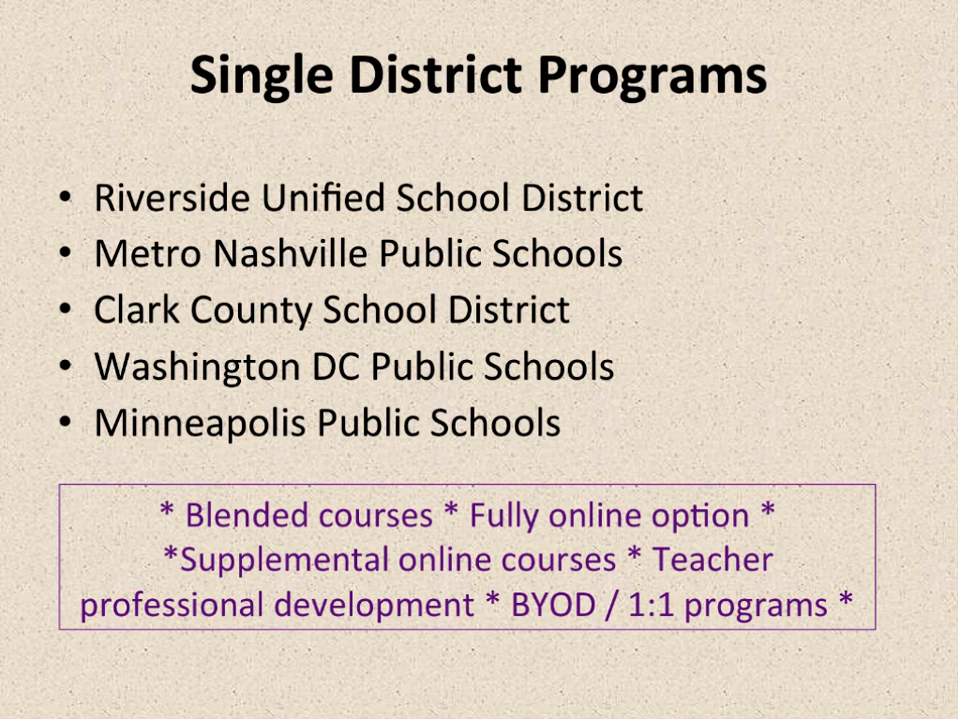 Single District Programs
• Riverside Unified School District
• Metro Nashville Public Schools
• Clark County School District
• Washington DC Public Schools
• Minneapolis Public Schools
* Blended courses * Fully online option *
*Supplemental online courses * Teacher
professional development * BYOD / 1:1 programs *